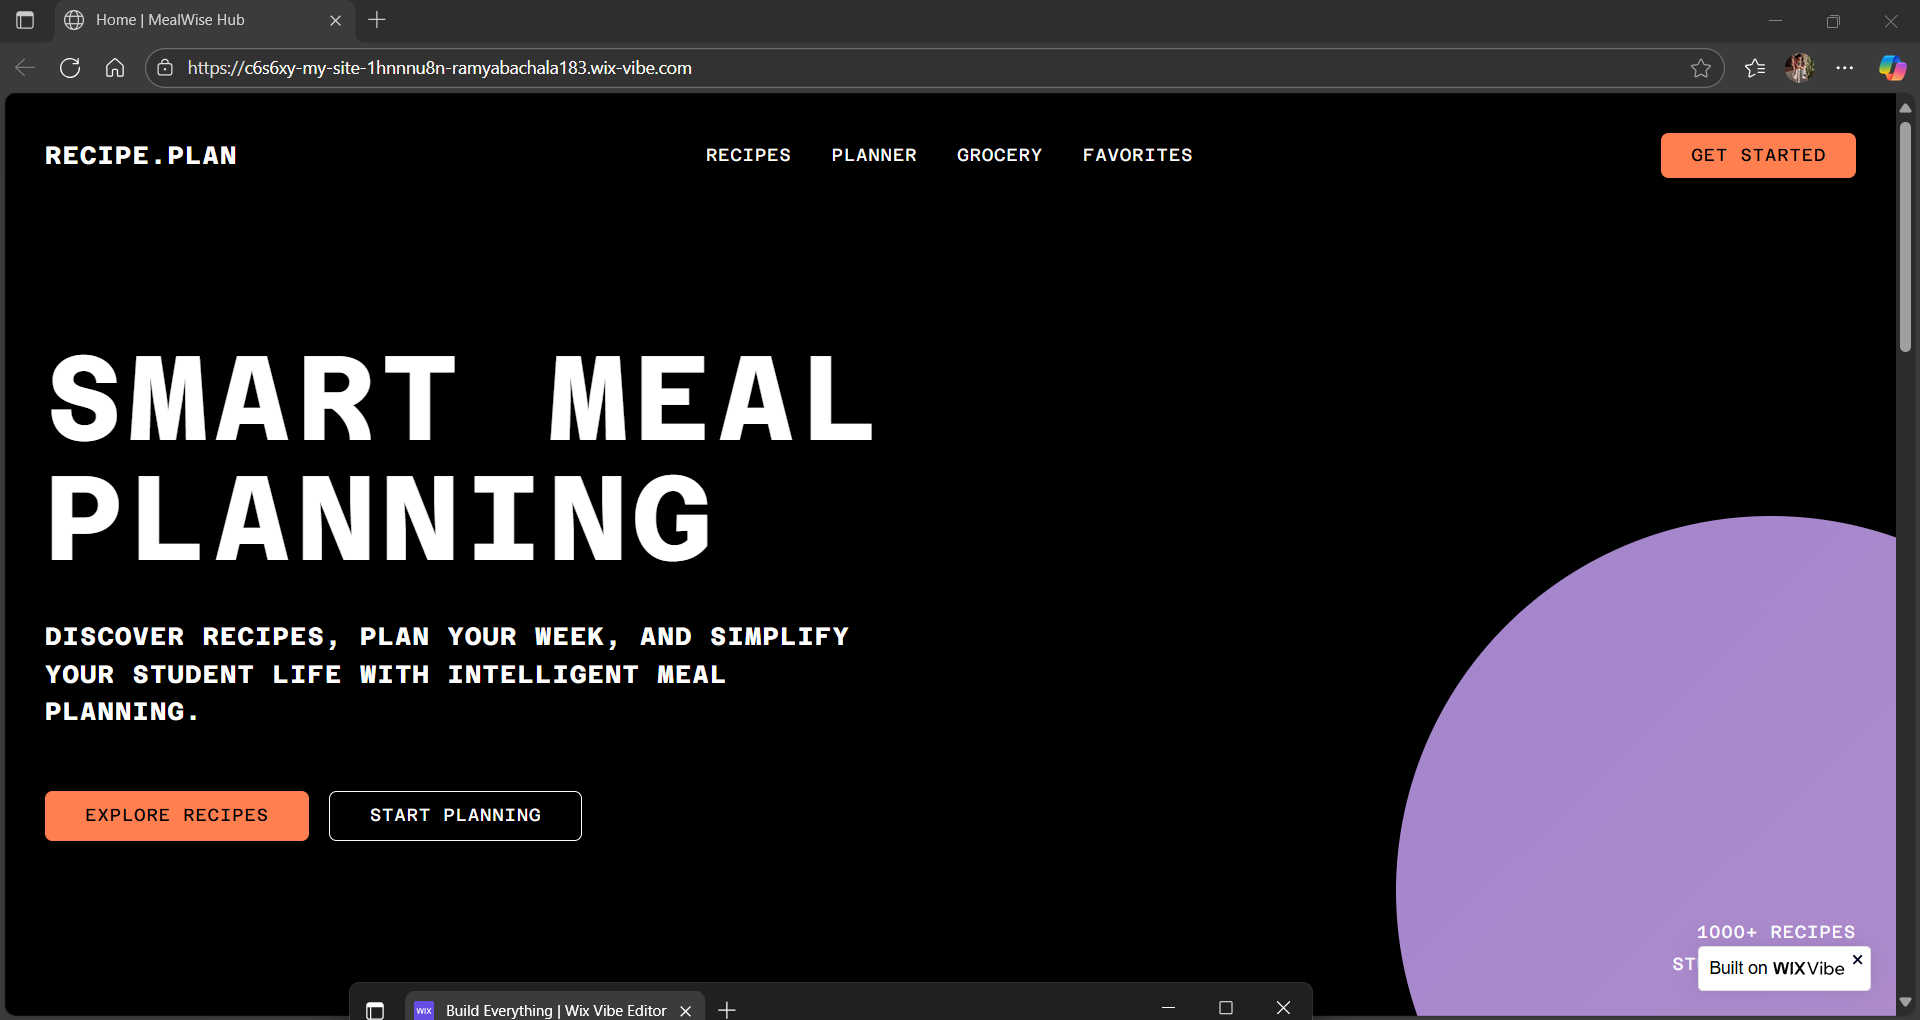 Home | MealWise Hub
https://c6s6xy-my-site-1hnnnu8n-ramyabachala183.wix-vibe.com
RECIPE.PLAN
RECIPES
PLANNER
GROCERY
FAVORITES
GET STARTED
SMART MEAL
PLANNING
DISCOVER RECIPES, PLAN YOUR WEEK, AND SIMPLIFY
YOUR STUDENT LIFE WITH INTELLIGENT MEAL
PLANNING.
EXPLORE RECIPES
START PLANNING
1000+ RECIPES
Built on WIX Vibe
WIX
Build Everything | Wix Vibe Editor